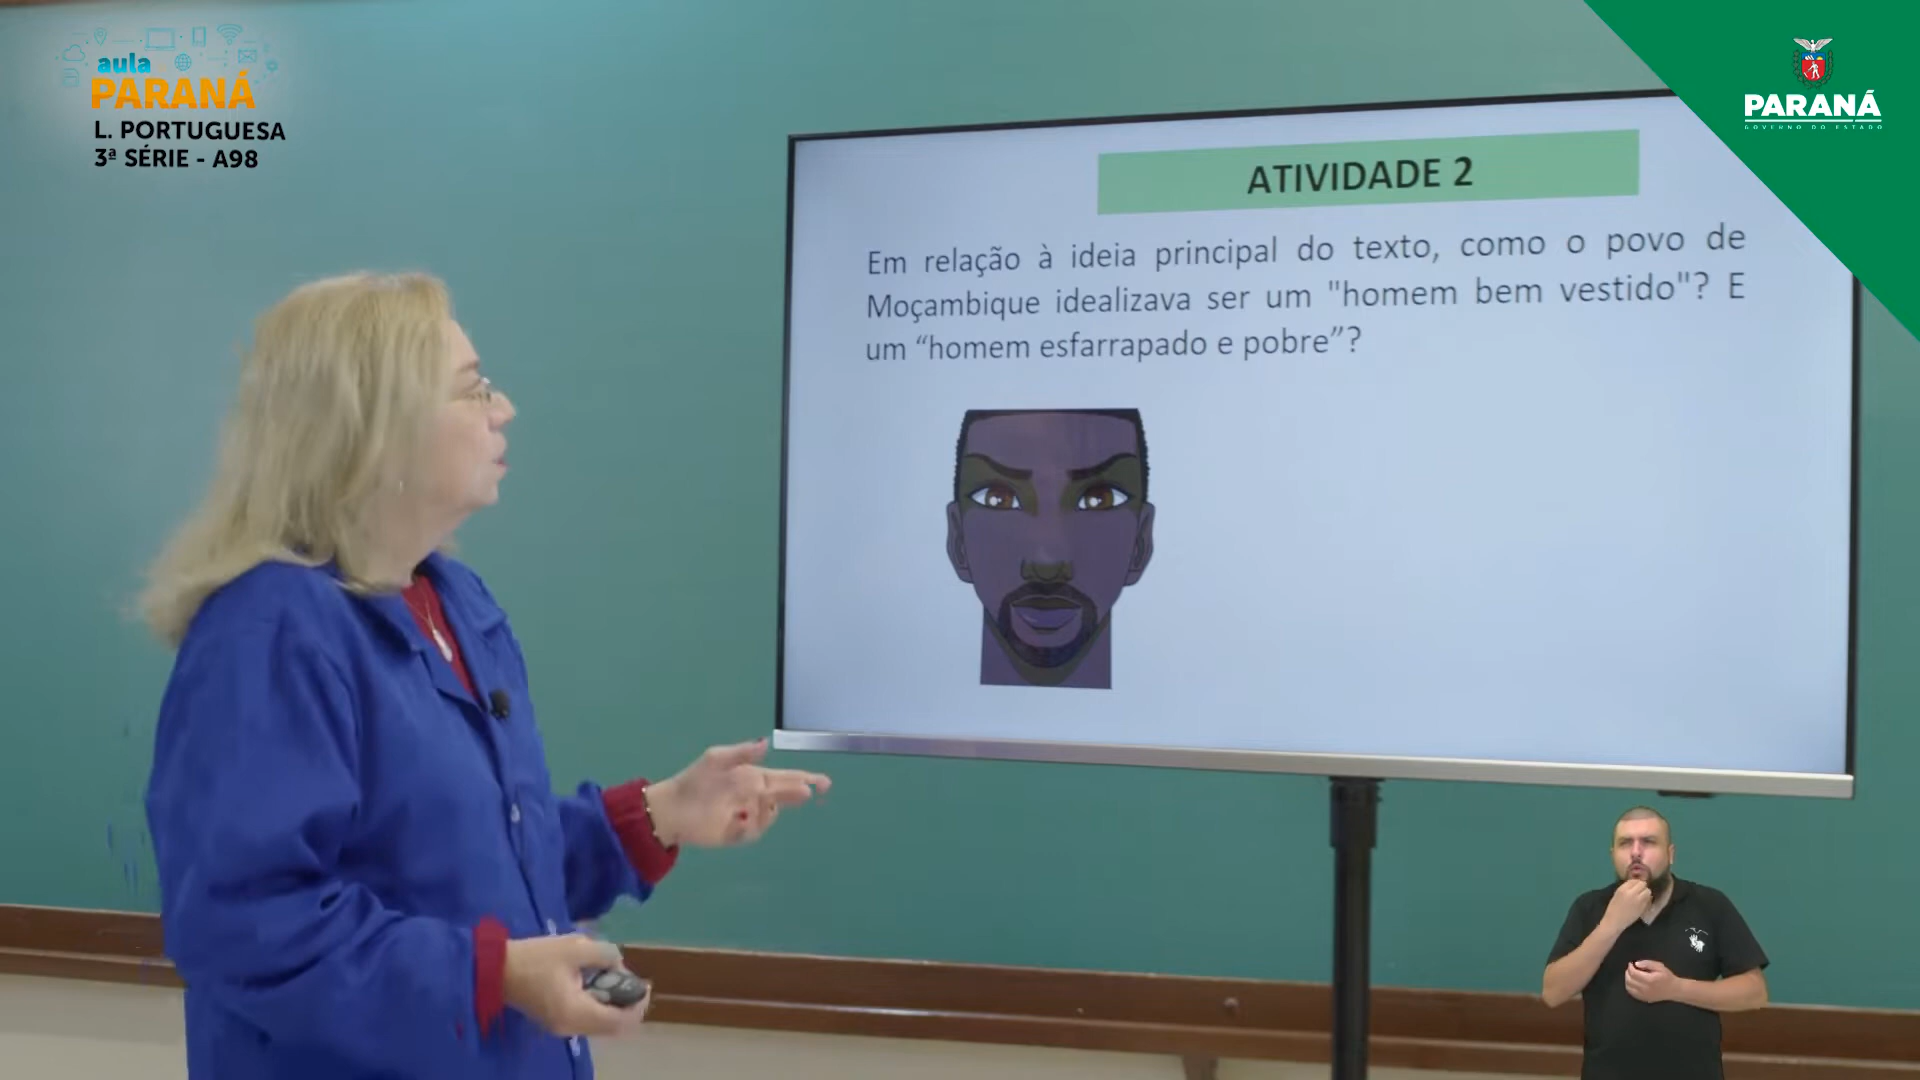 aula
PARANÁ
L. PORTUGUESA
3ª SÉRIE - A98
PARANÁ
GOVERNO DO ESTADO
ATIVIDADE 2
Em relação à ideia principal do texto, como o povo de
Moçambique idealizava ser um "homem bem vestido"? E
um “homem esfarrapado e pobre”?